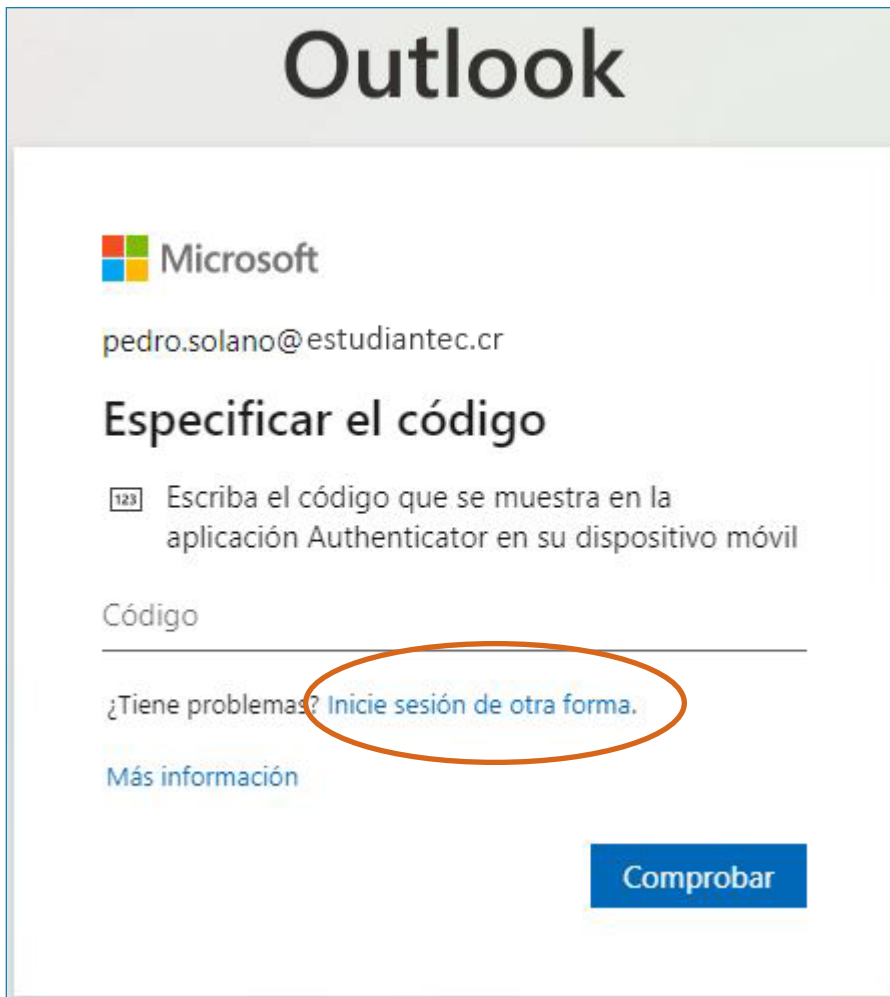 Outlook
Microsoft
pedro.solano@estudiantec.cr
Especificar el código
123
Escriba el código que se muestra en la
aplicación Authenticator en su dispositivo móvil
Código
¿Tiene problemas? Inicie sesión de otra forma.
Más información
Comprobar